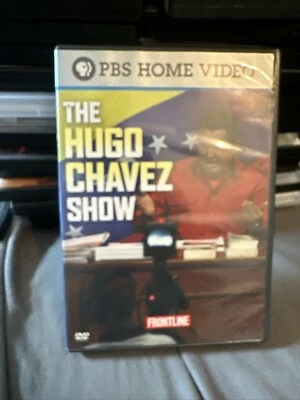 PBS HOME VIDEO
THE
HUGO
CHAVEZ
SHOW
FRONTLINE
DVD